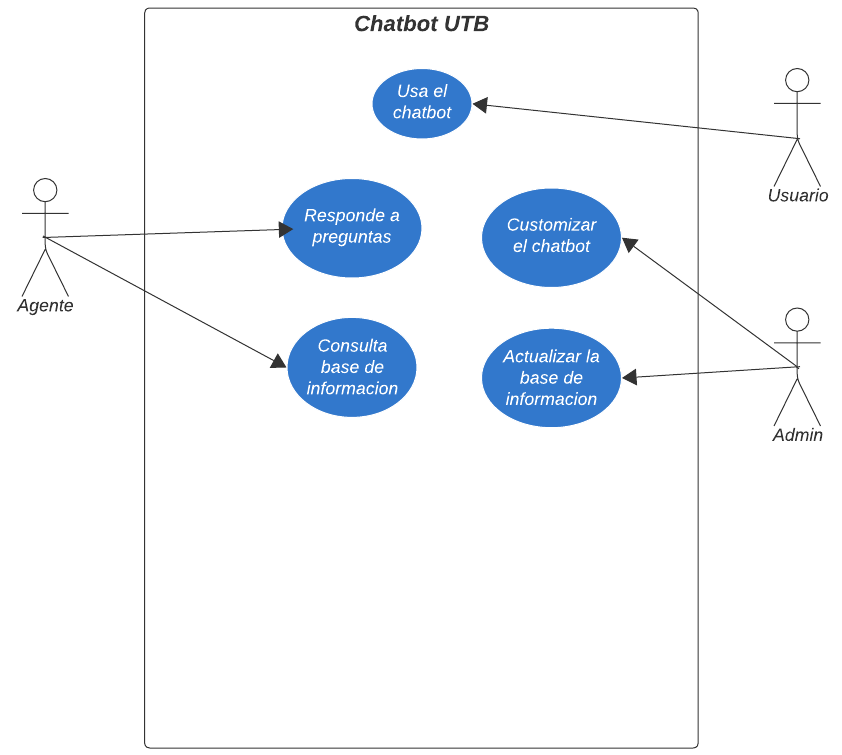 Chatbot UTB
Usa el
chatbot
Usuario
Responde a
preguntas
Customizar
el chatbot
Agente
Consulta
base de
informacion
Actualizar la
base de
informacion
Admin